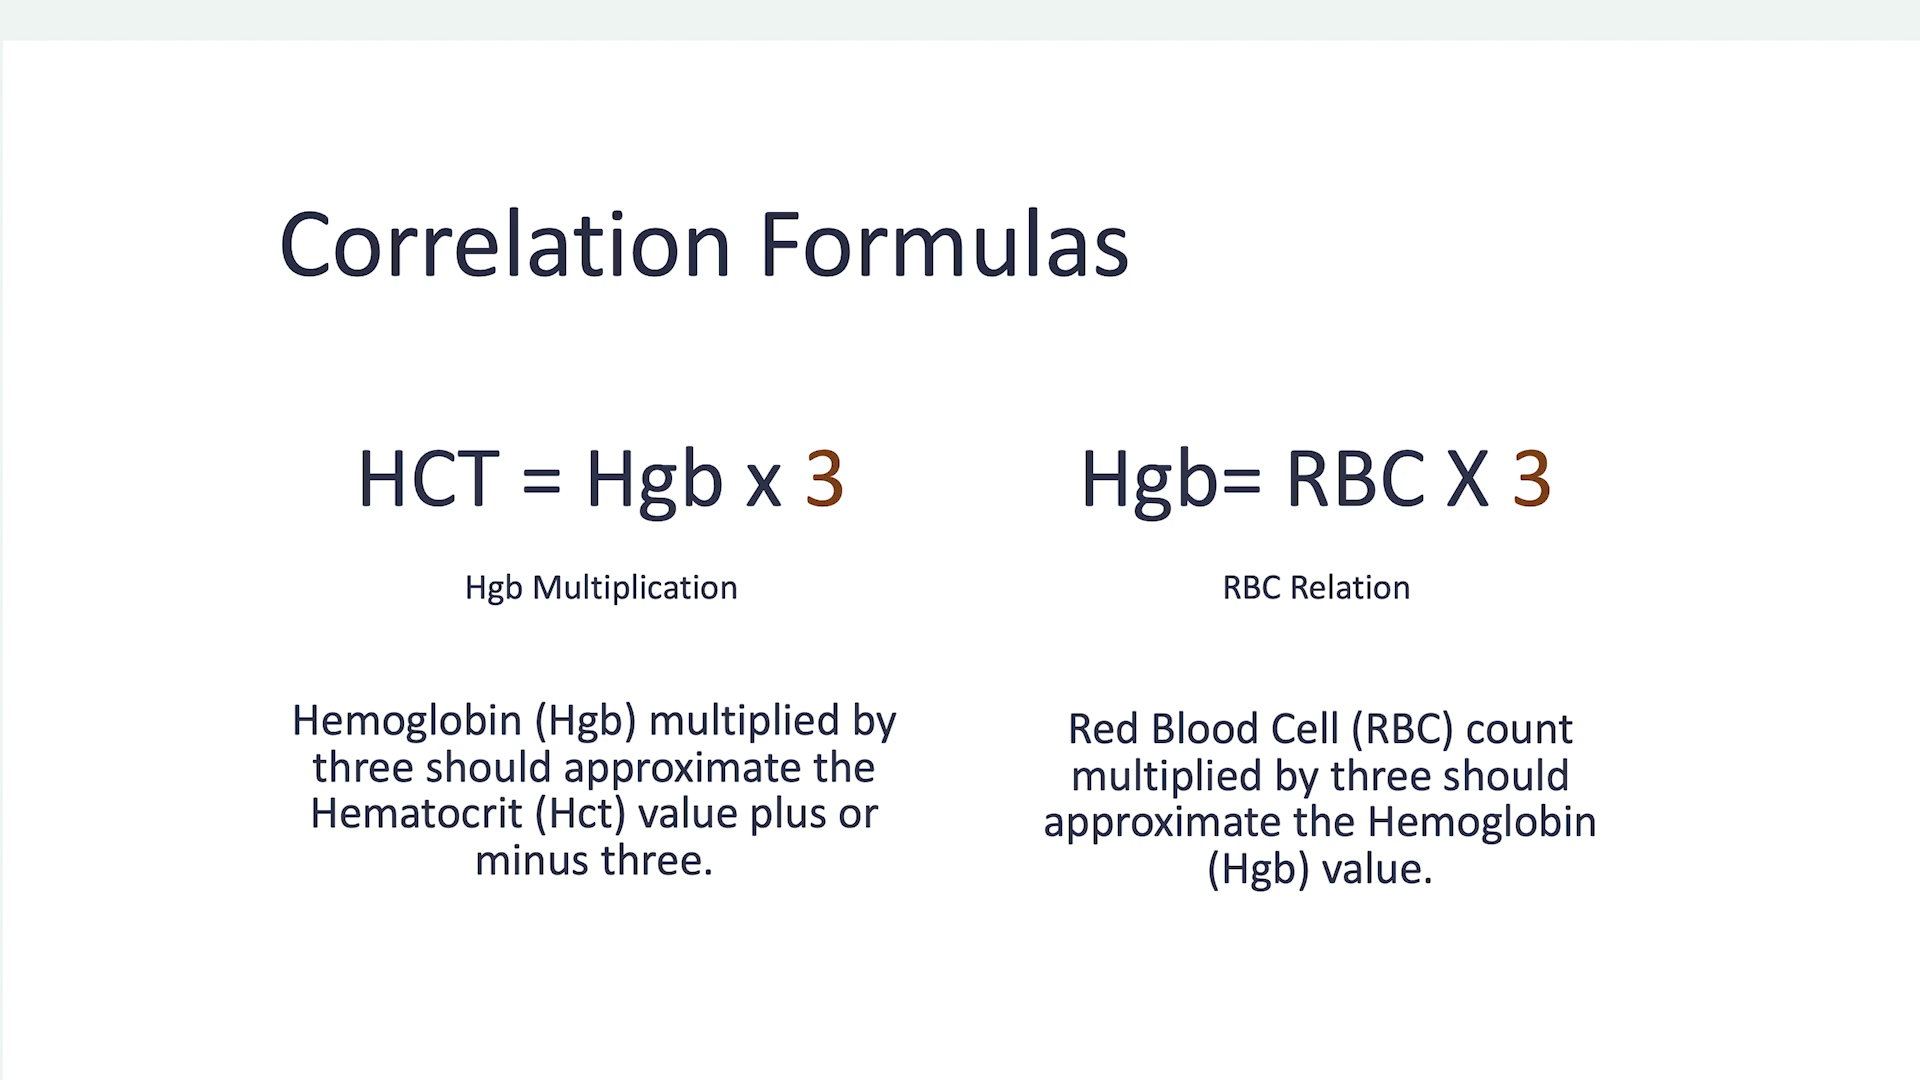 Correlation Formulas
HCT = Hgb x 3
Hgb Multiplication
Hemoglobin (Hgb) multiplied by
three should approximate the
Hematocrit (Hct) value plus or
minus three.
Hgb= RBC X 3
RBC Relation
Red Blood Cell (RBC) count
multiplied by three should
approximate the Hemoglobin
(Hgb) value.